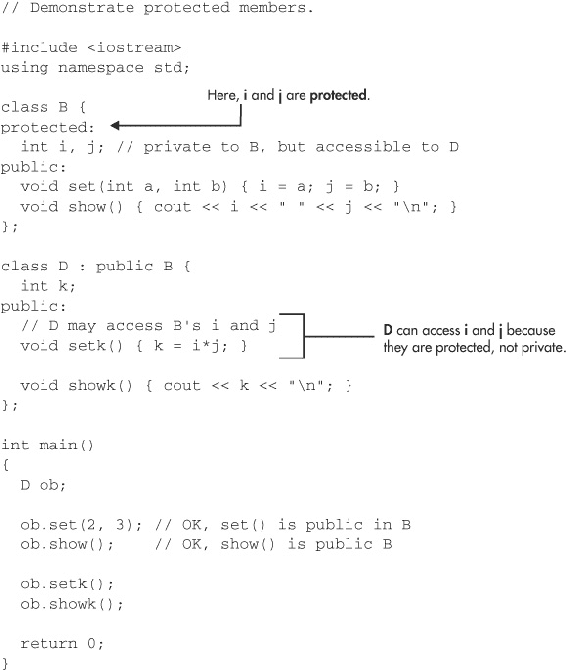 // Demonstrate protected members.
#include <iostream>
using namespace std;
class B {
Here, i and j are protected.
protected:
int i, j; // private to B, but accessible to D
public:
void set(int a, int b) { i = a; j = b; }
void show() { cout << i << " " << j << "\n"; }
};
class D : public B {
int k;
public:
// D may access B's i and j
void setk() { k = i*j; }
D can access i and j because
they are protected, not private.
void showk() { cout << k << "\n"; }
};
int main()
{
D ob;
ob.set(2, 3); // OK, set() is public in B
ob.show(); // OK, show() is public B
ob.setk();
ob.showk();
return 0;
}